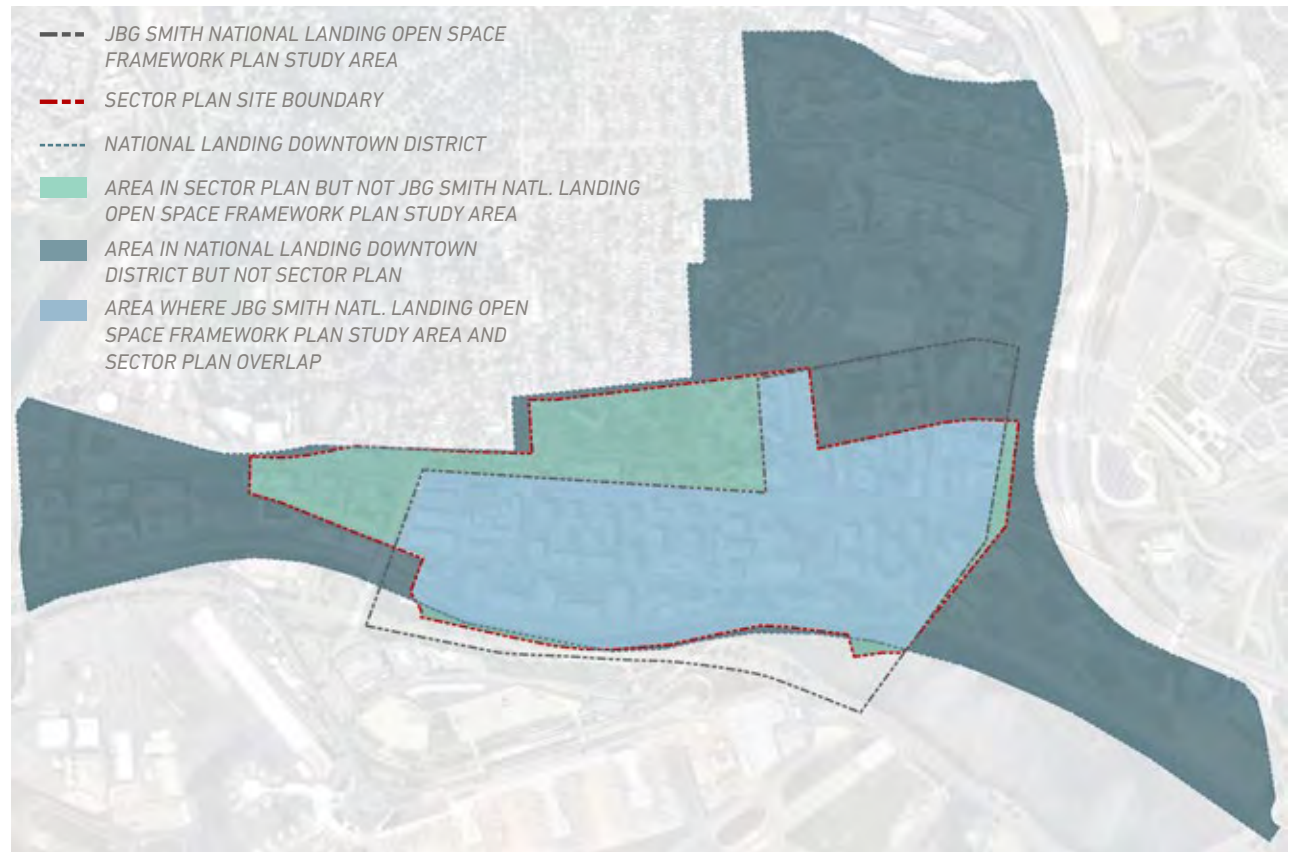 JBG SMITH NATIONAL LANDING OPEN SPACE
FRAMEWORK PLAN STUDY AREA
SECTOR PLAN SITE BOUNDARY
NATIONAL LANDING DOWNTOWN DISTRICT
AREA IN SECTOR PLAN BUT NOT JBG SMITH NATL. LANDING
OPEN SPACE FRAMEWORK PLAN STUDY AREA
AREA IN NATIONAL LANDING DOWNTOWN
DISTRICT BUT NOT SECTOR PLAN
AREA WHERE JBG SMITH NATL. LANDING OPEN
SPACE FRAMEWORK PLAN STUDY AREA AND
SECTOR PLAN OVERLAP